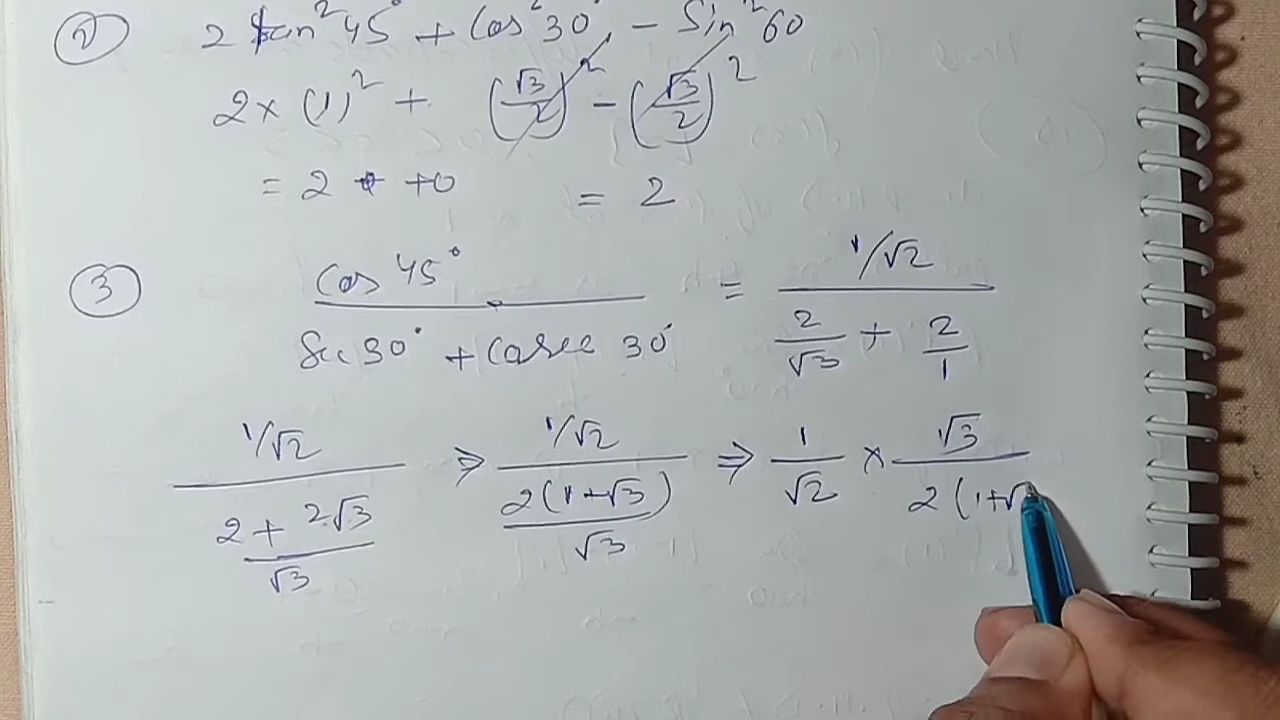 ② 2 tan²45° + Cos²30° - Sin²60
2 × (1)² + (√3/2)² - (√3/2)²
= 2 + 0 = 2
③ Cos 45° / Sec 30° + Cosec 30° = 1/√2 / 2/√3 + 2/1
1/√2 / 2 + 2√3 / √3 ⇒ 1/√2 / 2(1+√3) / √3 ⇒ 1/√2 × √3 / 2(1+√